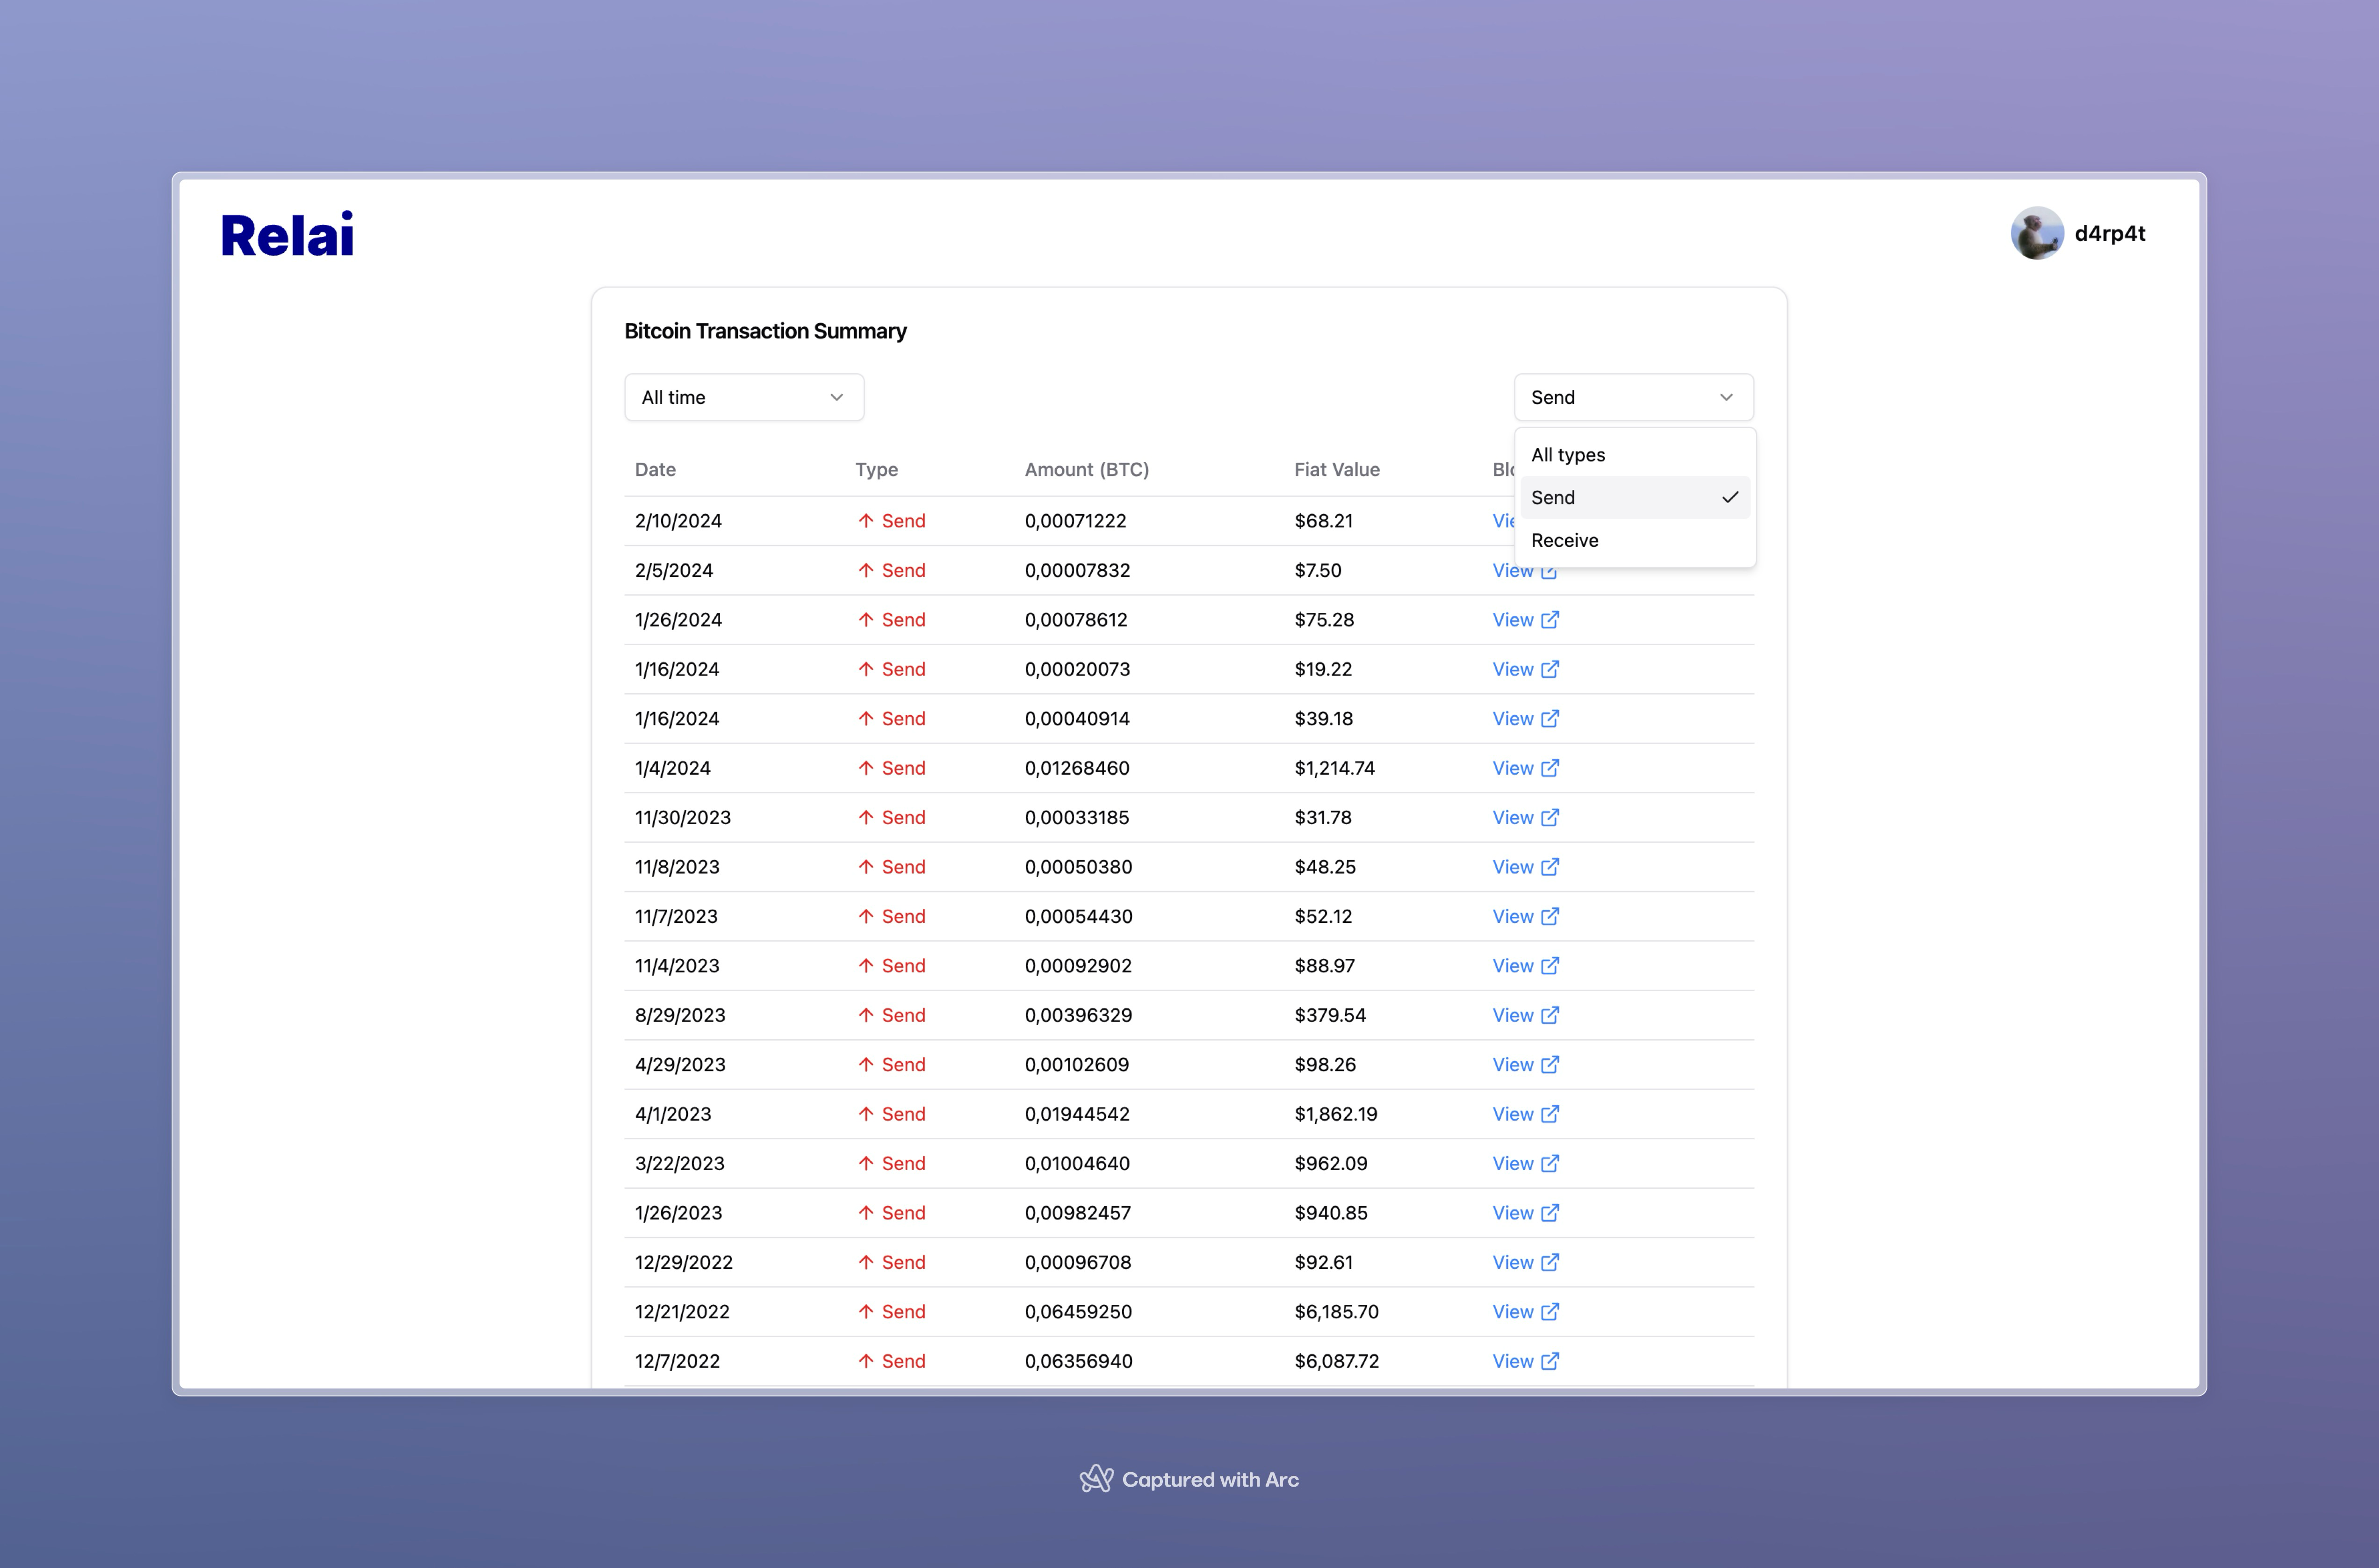 Relai
d4rp4t
Bitcoin Transaction Summary
All time
Send
All types
Send
Receive
Date Type Amount (BTC) Fiat Value
2/10/2024 Send 0,00071222 $68.21
2/5/2024 Send 0,00007832 $7.50 View
1/26/2024 Send 0,00078612 $75.28 View
1/16/2024 Send 0,00020073 $19.22 View
1/16/2024 Send 0,00040914 $39.18 View
1/4/2024 Send 0,01268460 $1,214.74 View
11/30/2023 Send 0,00033185 $31.78 View
11/8/2023 Send 0,00050380 $48.25 View
11/7/2023 Send 0,00054430 $52.12 View
11/4/2023 Send 0,00092902 $88.97 View
8/29/2023 Send 0,00396329 $379.54 View
4/29/2023 Send 0,00102609 $98.26 View
4/1/2023 Send 0,01944542 $1,862.19 View
3/22/2023 Send 0,01004640 $962.09 View
1/26/2023 Send 0,00982457 $940.85 View
12/29/2022 Send 0,00096708 $92.61 View
12/21/2022 Send 0,06459250 $6,185.70 View
12/7/2022 Send 0,06356940 $6,087.72 View
Captured with Arc